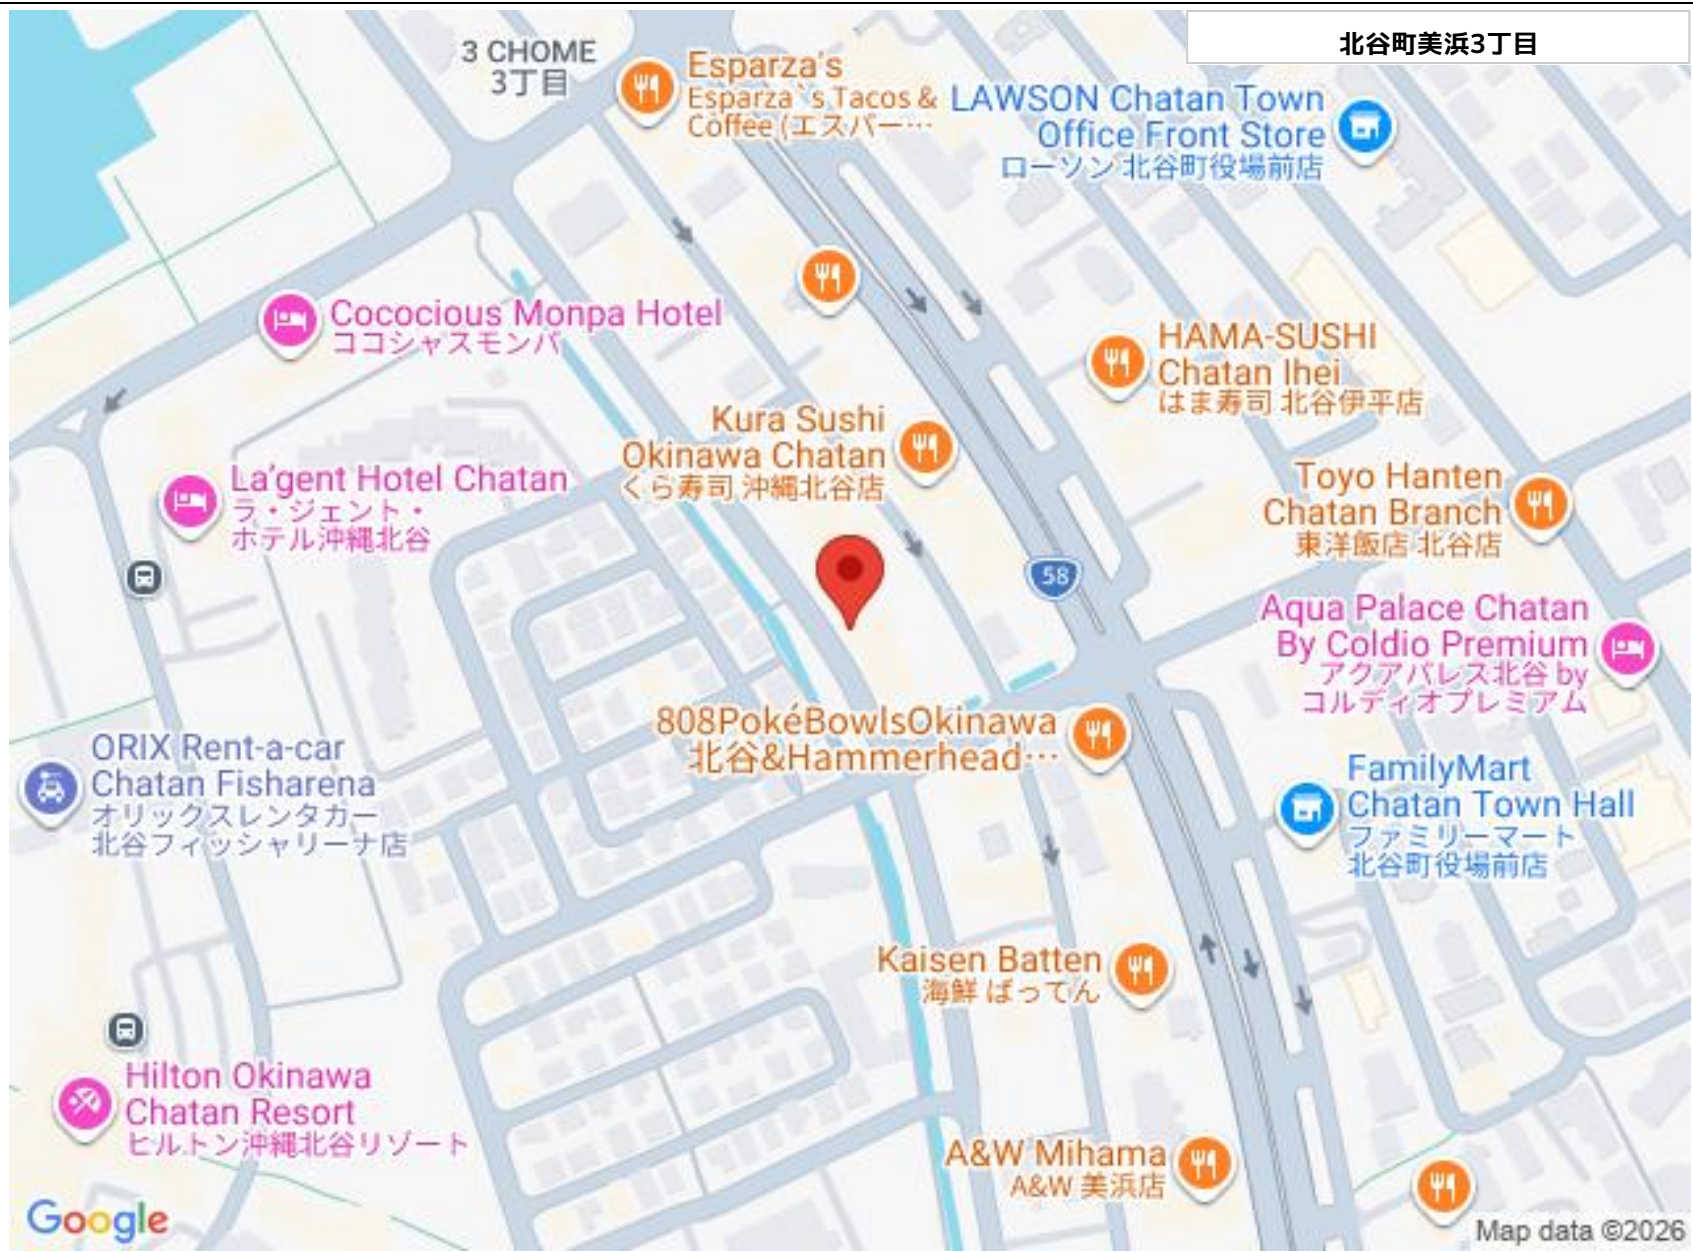 北谷町美浜3丁目
3 CHOME
3丁目
Esparza's
Esparza`s Tacos &
Coffee (エスパー…
LAWSON Chatan Town
Office Front Store
ローソン 北谷町役場前店
Cococious Monpa Hotel
ココシャスモンパ
HAMA-SUSHI
Chatan Ihei
はま寿司 北谷伊平店
Kura Sushi
Okinawa Chatan
くら寿司 沖縄北谷店
La'gent Hotel Chatan
ラ・ジェント・
ホテル沖縄北谷
Toyo Hanten
Chatan Branch
東洋飯店 北谷店
58
Aqua Palace Chatan
By Coldio Premium
アクアパレス北谷 by
コルディオプレミアム
808PokéBowlsOkinawa
北谷&Hammerhead…
ORIX Rent-a-car
Chatan Fisharena
オリックスレンタカー
北谷フィッシャリーナ店
FamilyMart
Chatan Town Hall
ファミリーマート
北谷町役場前店
Kaisen Batten
海鮮 ばってん
Hilton Okinawa
Chatan Resort
ヒルトン沖縄北谷リゾート
A&W Mihama
A&W 美浜店
Google
Map data ©2026